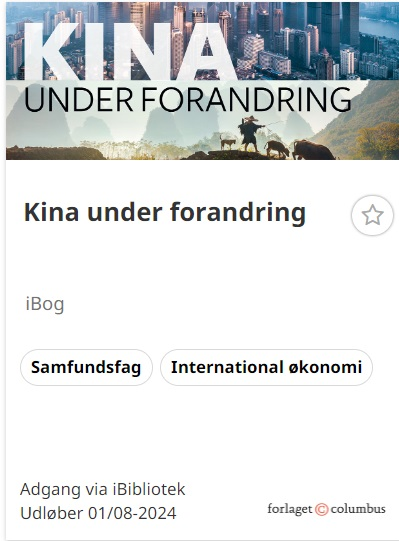 KINA
UNDER FORANDRING
Kina under forandring
iBog
Samfundsfag
International økonomi
Adgang via iBibliotek
Udløber 01/08-2024
forlaget © columbus